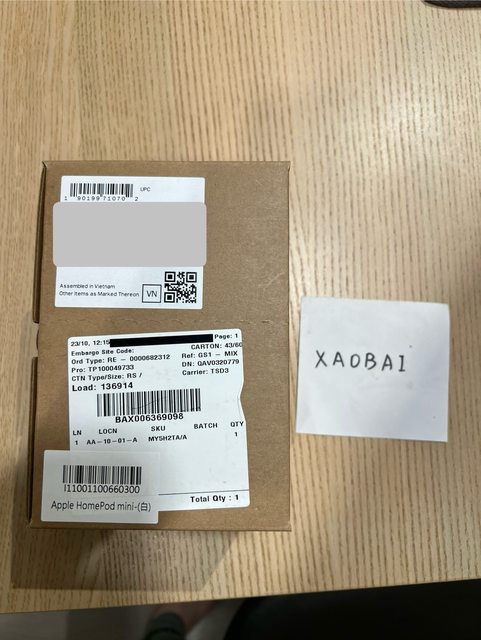 UPC
1 90199 71070 2
Assembled in Vietnam
Other Items as Marked Thereon.
VN
23/10, 12:15
Page: 1
Embargo Site Code:
CARTON: 43/60
Ord Type: RE - 0000682312
Ref: GS1 - MIX
Pro: TP100049733
DN: QAV0320779
CTN Type/Size: RS /
Carrier: TSD3
Load: 136914
BAX006369098
LN LOCN SKU BATCH QTY
1 AA-10-01-A MY5H2TA/A 1
Total Qty : 1
I11001100660300
Apple HomePod mini-(白)
XAOBAI